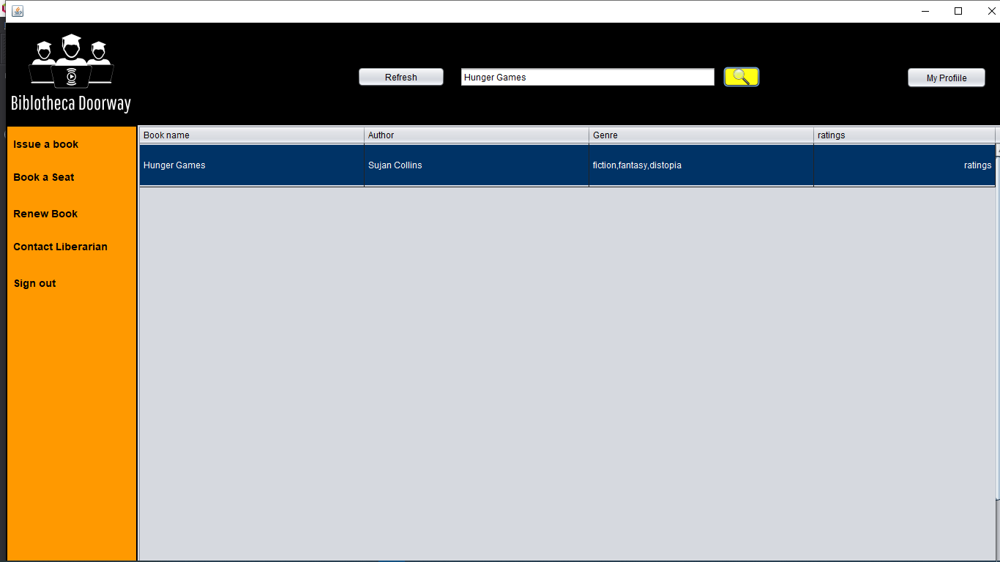 Refresh
Hunger Games
My Profiile
Biblotheca Doorway
Issue a book
Book a Seat
Renew Book
Contact Liberarian
Sign out
Book name Author Genre ratings
Hunger Games Sujan Collins fiction,fantasy,distopia ratings